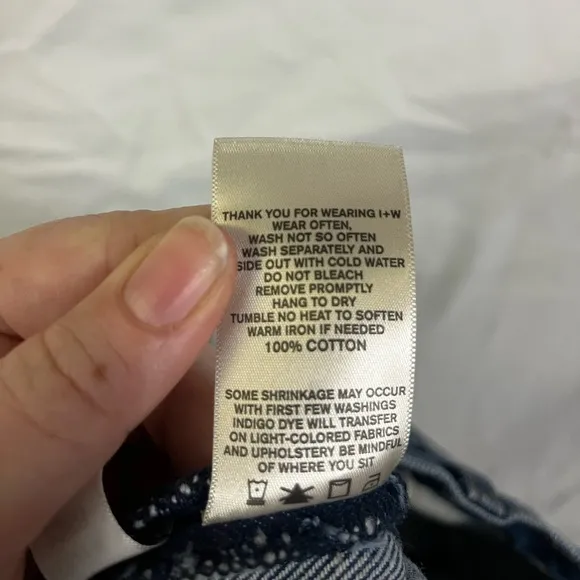 THANK YOU FOR WEARING I+W
WEAR OFTEN,
WASH NOT SO OFTEN
WASH SEPARATELY AND
SIDE OUT WITH COLD WATER
DO NOT BLEACH
REMOVE PROMPTLY
HANG TO DRY
TUMBLE NO HEAT TO SOFTEN
WARM IRON IF NEEDED
100% COTTON
SOME SHRINKAGE MAY OCCUR
WITH FIRST FEW WASHINGS
INDIGO DYE WILL TRANSFER
ON LIGHT-COLORED FABRICS
AND UPHOLSTERY BE MINDFUL
OF WHERE YOU SIT